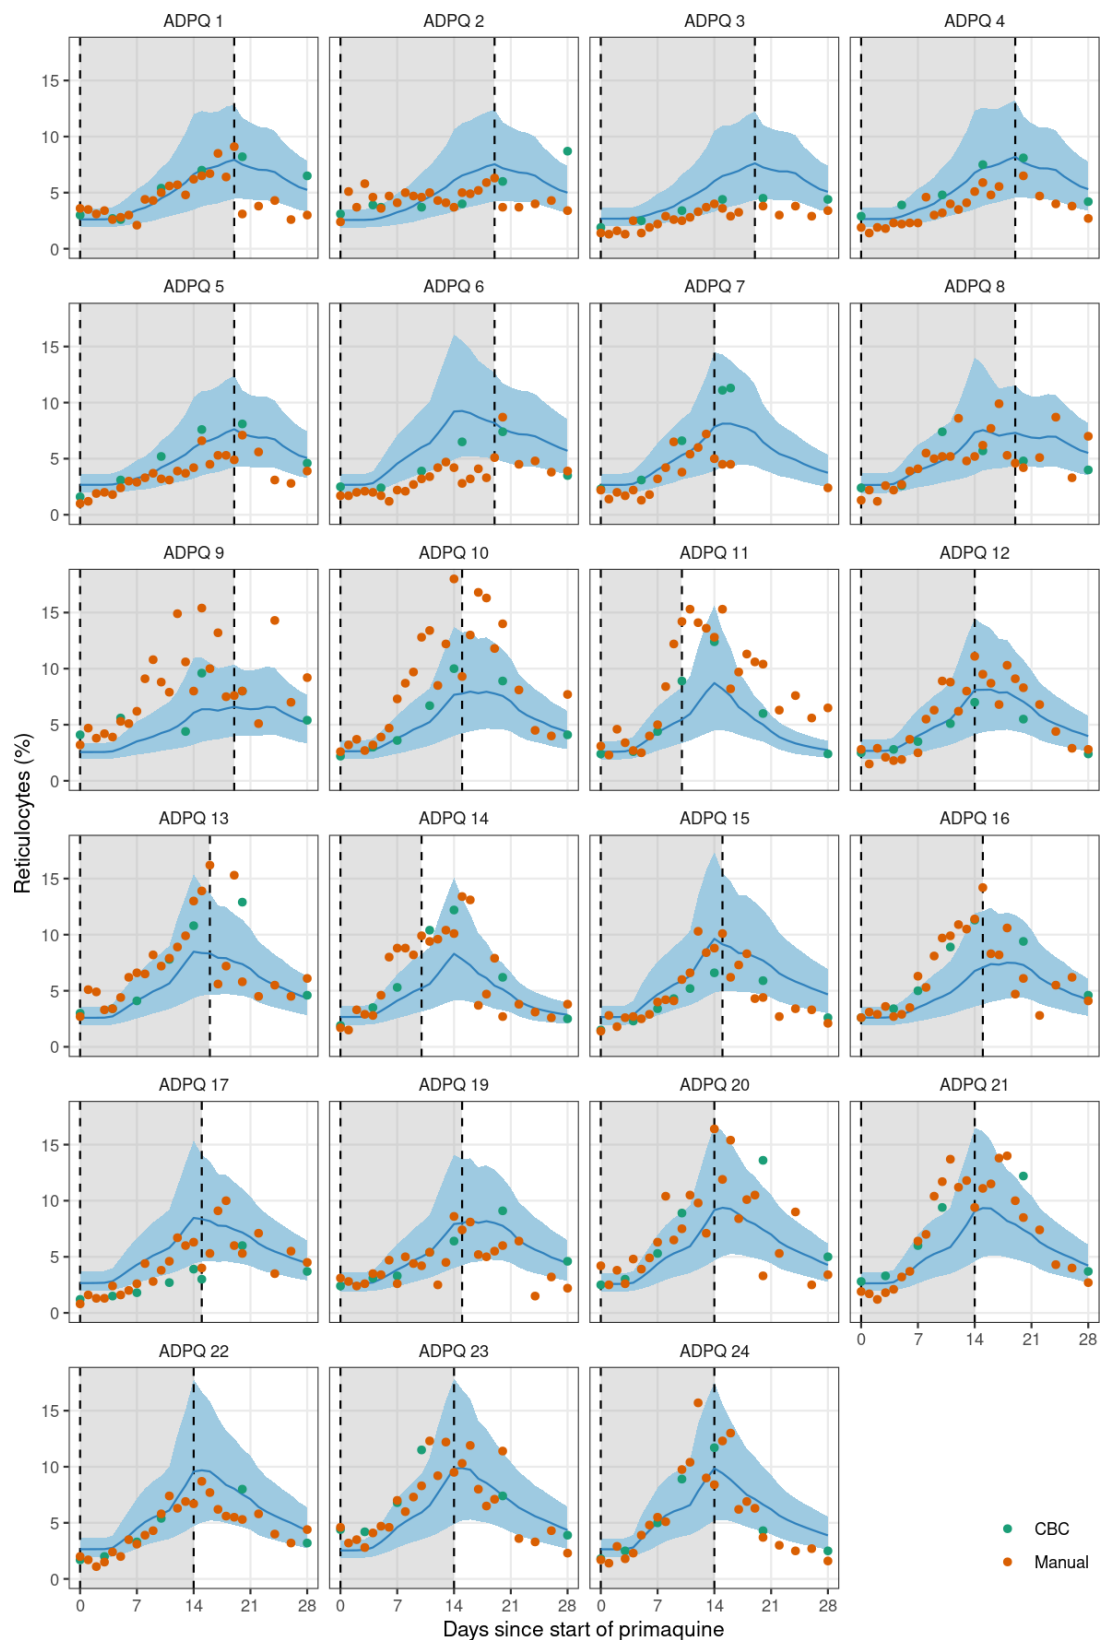 ADPQ 1 ADPQ 2 ADPQ 3 ADPQ 4
15
10
5
0
ADPQ 5 ADPQ 6 ADPQ 7 ADPQ 8
15
10
5
0
ADPQ 9 ADPQ 10 ADPQ 11 ADPQ 12
15
10
5
0
Reticulocytes (%)
ADPQ 13 ADPQ 14 ADPQ 15 ADPQ 16
15
10
5
0
ADPQ 17 ADPQ 19 ADPQ 20 ADPQ 21
15
10
5
0
0 7 14 21 28
ADPQ 22 ADPQ 23 ADPQ 24
15
10
5
0
CBC
Manual
0 7 14 21 28 0 7 14 21 28 0 7 14 21 28
Days since start of primaquine